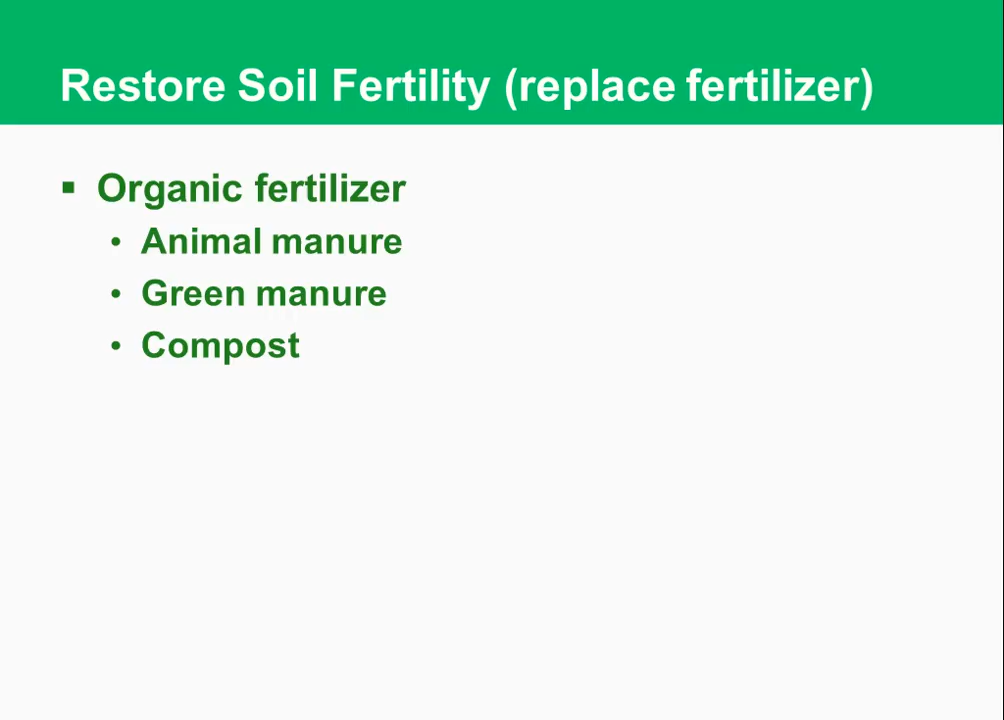 Restore Soil Fertility (replace fertilizer)
▪ Organic fertilizer
• Animal manure
• Green manure
• Compost